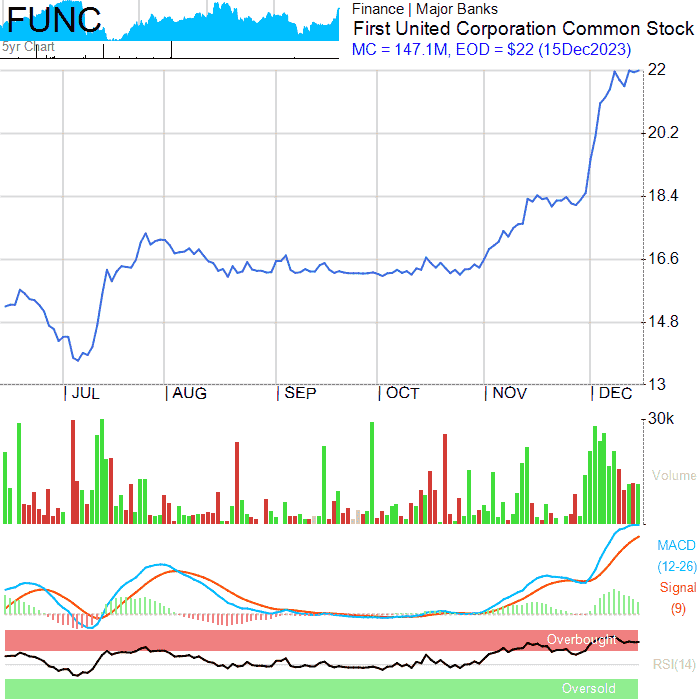 FUNC
5yr Chart
Finance | Major Banks
First United Corporation Common Stock
MC = 147.1M, EOD = $22 (15Dec2023)
22
20.2
18.4
16.6
14.8
13
JUL AUG SEP OCT NOV DEC
30k
Volume
MACD
(12-26)
Signal
(9)
Overbought
RSI(14)
Oversold